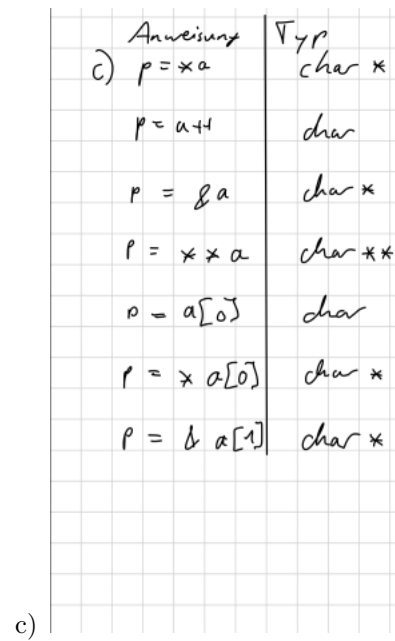 Anweisung Typ
c) p = *a char *
p = a++ char
p = &a char *
p = **a char **
p = a[0] char
p = *a[0] char *
p = &a[1] char *
c)